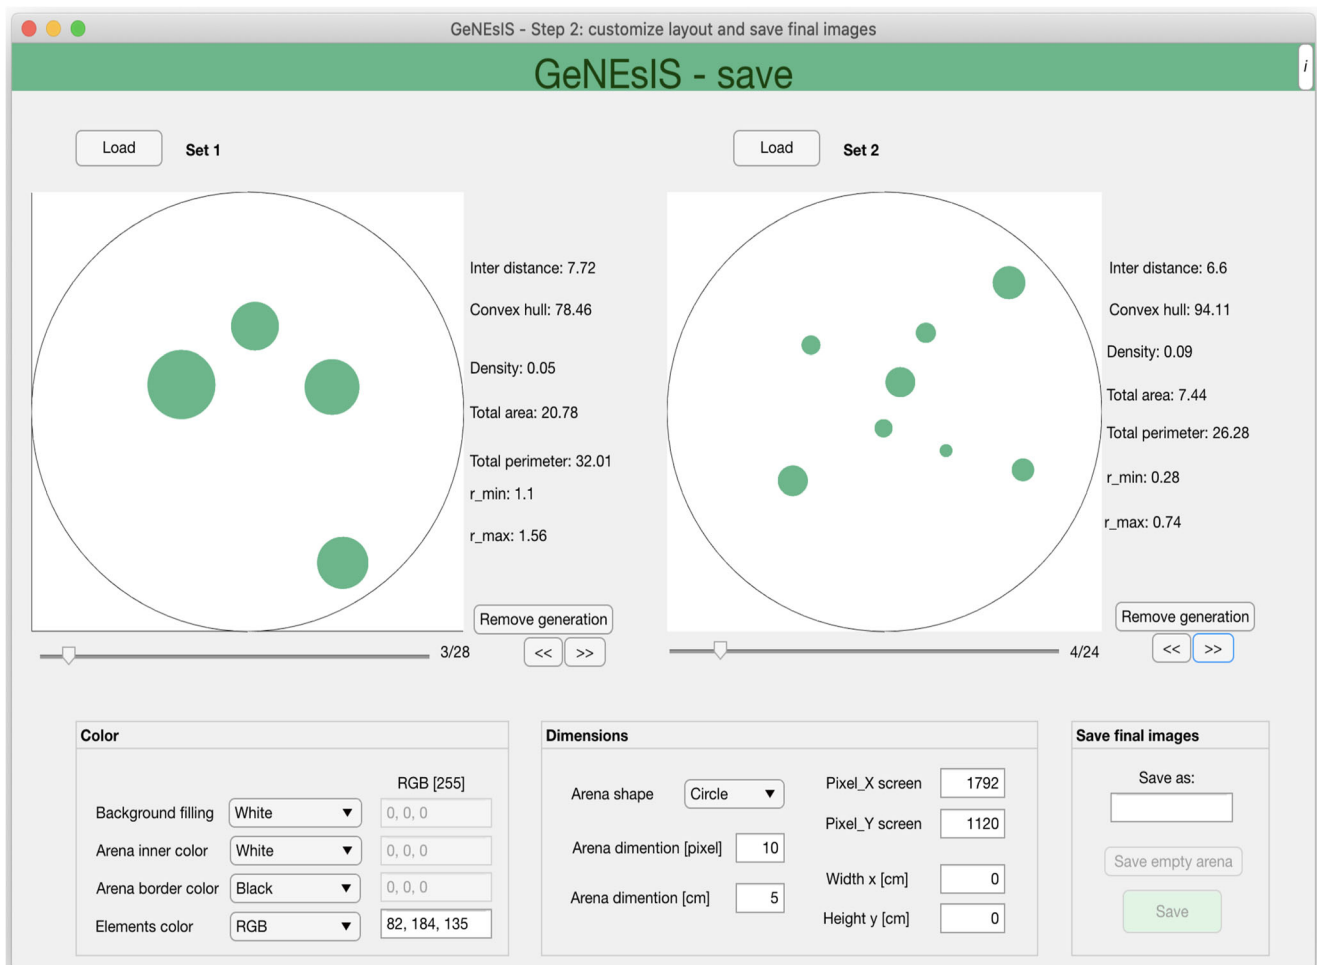 GeNEsIS - Step 2: customize layout and save final images
GeNEsIS - save
i
Load
Set 1
Inter distance: 7.72
Convex hull: 78.46
Density: 0.05
Total area: 20.78
Total perimeter: 32.01
r_min: 1.1
r_max: 1.56
Remove generation
3/28
<<
>>
Load
Set 2
Inter distance: 6.6
Convex hull: 94.11
Density: 0.09
Total area: 7.44
Total perimeter: 26.28
r_min: 0.28
r_max: 0.74
Remove generation
4/24
<<
>>
Color
RGB [255]
Background filling White 0, 0, 0
Arena inner color White 0, 0, 0
Arena border color Black 0, 0, 0
Elements color RGB 82, 184, 135
Dimensions
Arena shape Circle
Arena dimention [pixel] 10
Arena dimention [cm] 5
Pixel_X screen 1792
Pixel_Y screen 1120
Width x [cm] 0
Height y [cm] 0
Save final images
Save as:
Save empty arena
Save